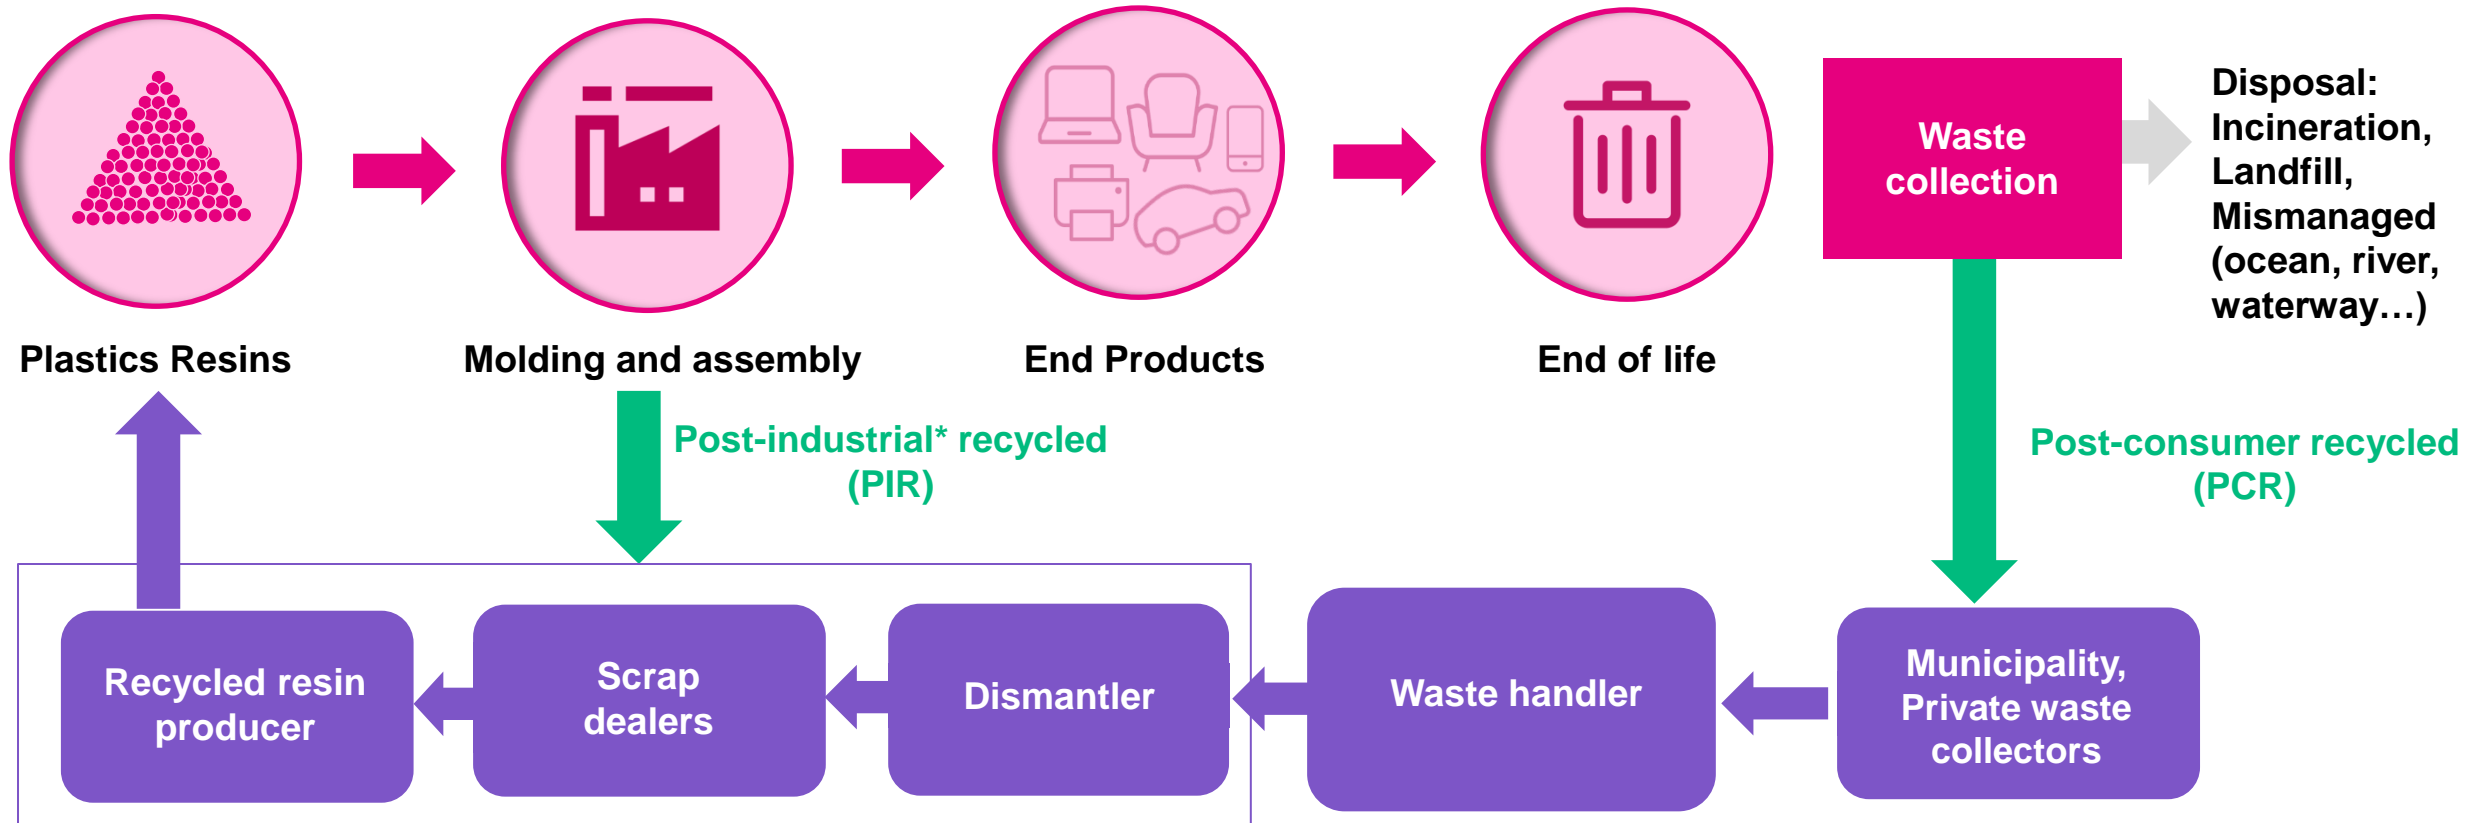 Waste
collection
Disposal:
Incineration,
Landfill,
Mismanaged
(ocean, river,
waterway…)
Plastics Resins
Molding and assembly
End Products
End of life
Post-industrial* recycled
(PIR)
Post-consumer recycled
(PCR)
Recycled resin
producer
Scrap
dealers
Dismantler
Waste handler
Municipality,
Private waste
collectors